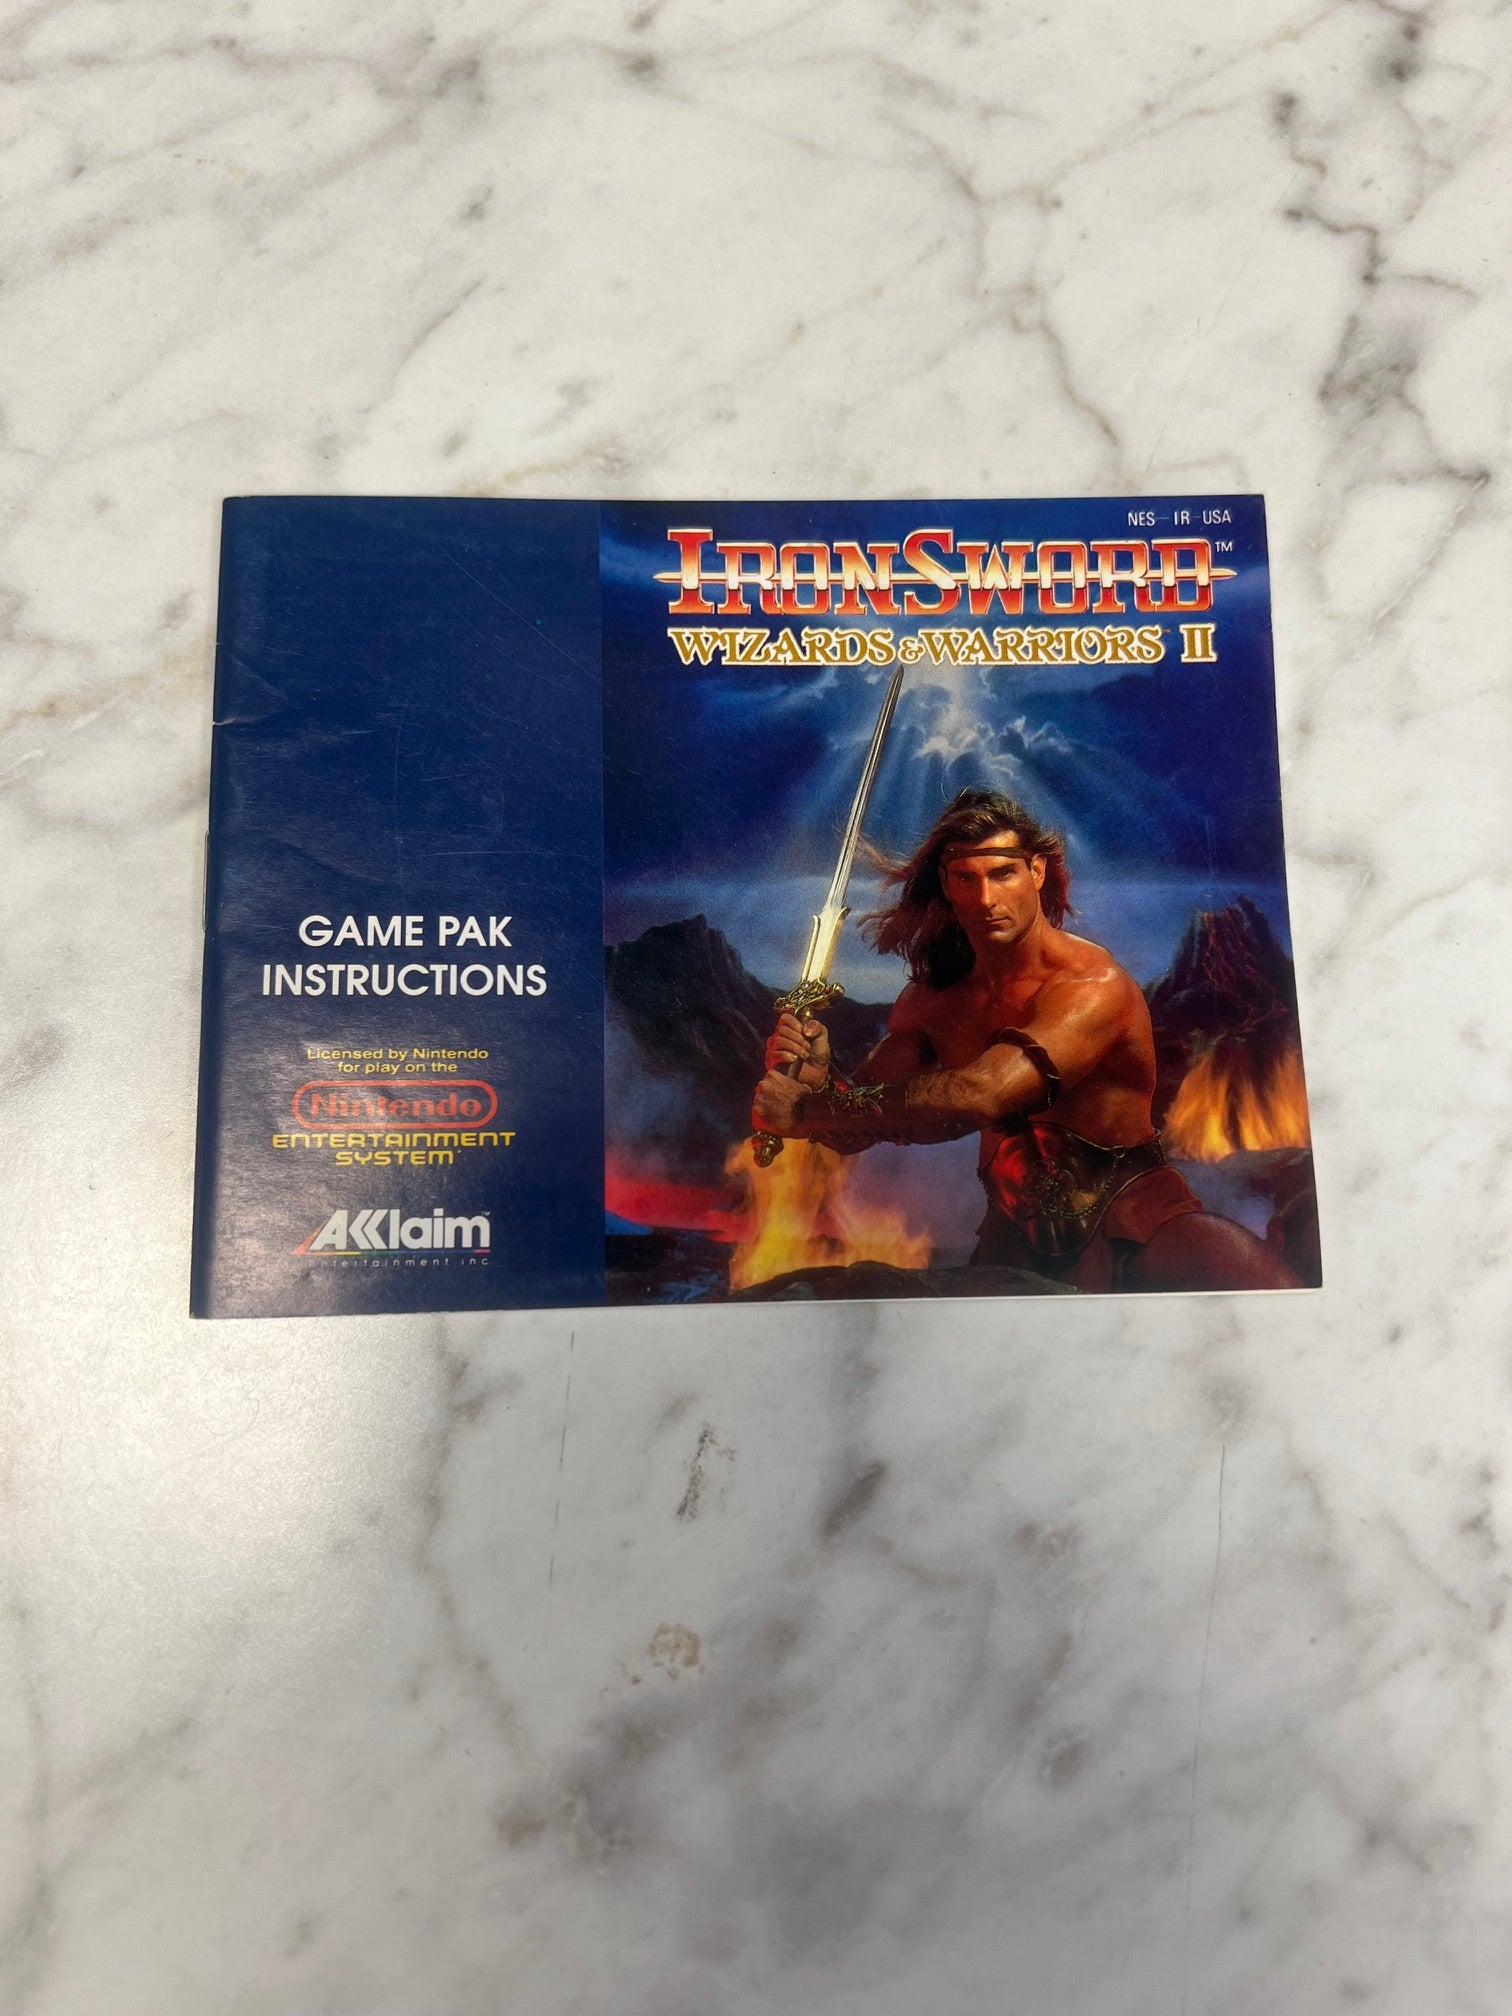 NES-IR-USA
IRONSWORD™
WIZARDS & WARRIORS™ II
GAME PAK
INSTRUCTIONS
Licensed by Nintendo
for play on the
Nintendo
ENTERTAINMENT
SYSTEM
AKKlaim™
entertainment inc